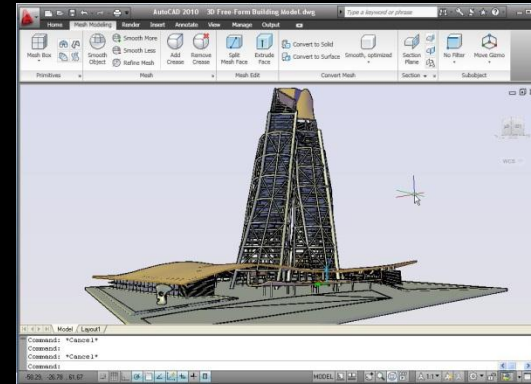 AutoCAD 2010 3D Free-Form Building Model.dwg Type a keyword or phrase
Home Mesh Modeling Render Insert Annotate View Manage Output
Mesh Box Smooth Object Smooth More Smooth Less Refine Mesh Add Crease Remove Crease Split Mesh Face Extrude Face Convert to Solid Convert to Surface Smooth, optimized Section Plane No Filter Move Gizmo
Primitives Mesh Mesh Edit Convert Mesh Section Subobject
WCS
Model Layout1
Command: *Cancel*
Command:
Command: *Cancel*
Command:
MODEL A 1:1